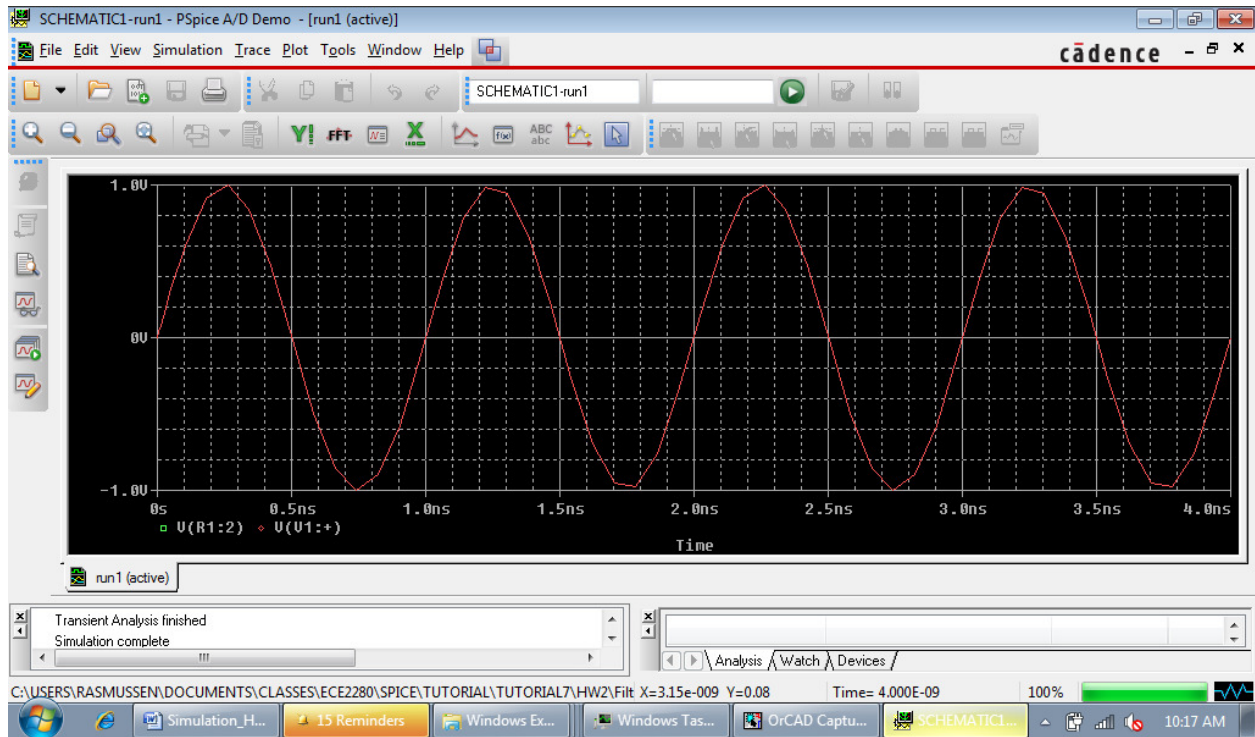 SCHEMATIC1-run1 - PSpice A/D Demo - [run1 (active)]
File Edit View Simulation Trace Plot Tools Window Help
cādence
SCHEMATIC1-run1
FFT
ABC
abc
1.0V
0V
-1.0V
0s 0.5ns 1.0ns 1.5ns 2.0ns 2.5ns 3.0ns 3.5ns 4.0ns
V(R1:2) V(V1:+)
Time
run1 (active)
Transient Analysis finished
Simulation complete
Analysis Watch Devices
C:\USERS\RASMUSSEN\DOCUMENTS\CLASSES\ECE2280\SPICE\TUTORIAL\TUTORIAL7\HW2\Filt X=3.15e-009 Y=0.08 Time= 4.000E-09 100%
Simulation_H... 15 Reminders Windows Ex... Windows Tas... OrCAD Captu... SCHEMATIC1... 10:17 AM